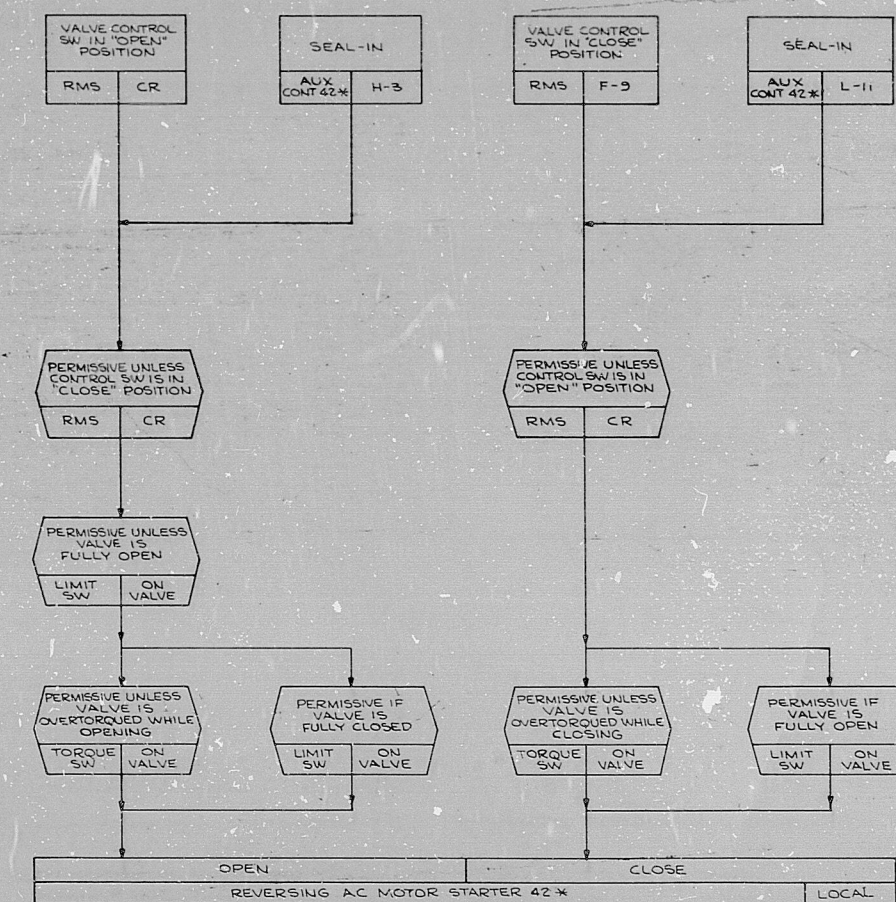 VALVE CONTROL
SW IN "OPEN"
POSITION
RMS CR
SEAL-IN
AUX
CONT 42* H-3
VALVE CONTROL
SW IN "CLOSE"
POSITION
RMS F-9
SEAL-IN
AUX
CONT 42* L-11
PERMISSIVE UNLESS
CONTROL SW IS IN
"CLOSE" POSITION
RMS CR
PERMISSIVE UNLESS
CONTROL SW IS IN
"OPEN" POSITION
RMS CR
PERMISSIVE UNLESS
VALVE IS
FULLY OPEN
LIMIT
SW
ON
VALVE
PERMISSIVE UNLESS
VALVE IS
OVERTORQUED WHILE
OPENING
TORQUE
SW
ON
VALVE
PERMISSIVE IF
VALVE IS
FULLY CLOSED
LIMIT
SW
ON
VALVE
PERMISSIVE UNLESS
VALVE IS
OVERTORQUED WHILE
CLOSING
TORQUE
SW
ON
VALVE
PERMISSIVE IF
VALVE IS
FULLY OPEN
LIMIT
SW
ON
VALVE
OPEN CLOSE
REVERSING AC MOTOR STARTER 42* LOCAL